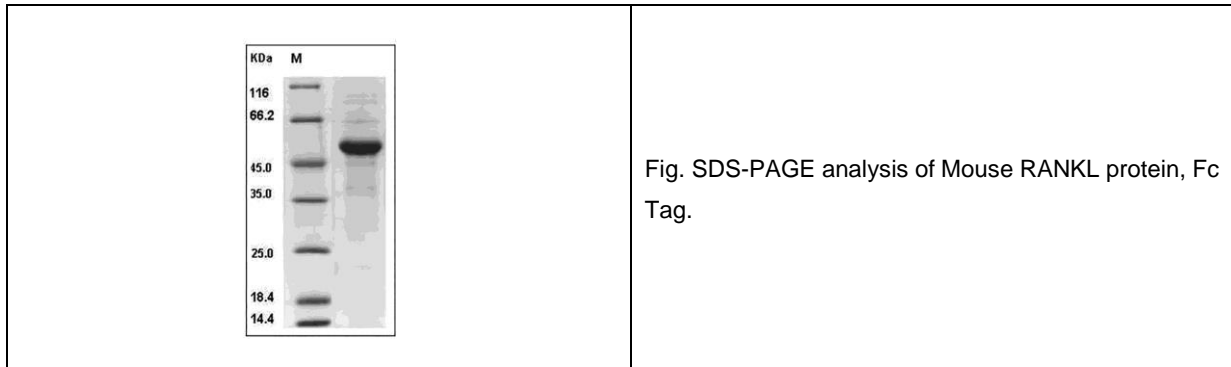 KDa M
116
66.2
45.0
35.0
25.0
18.4
14.4
Fig. SDS-PAGE analysis of Mouse RANKL protein, Fc
Tag.